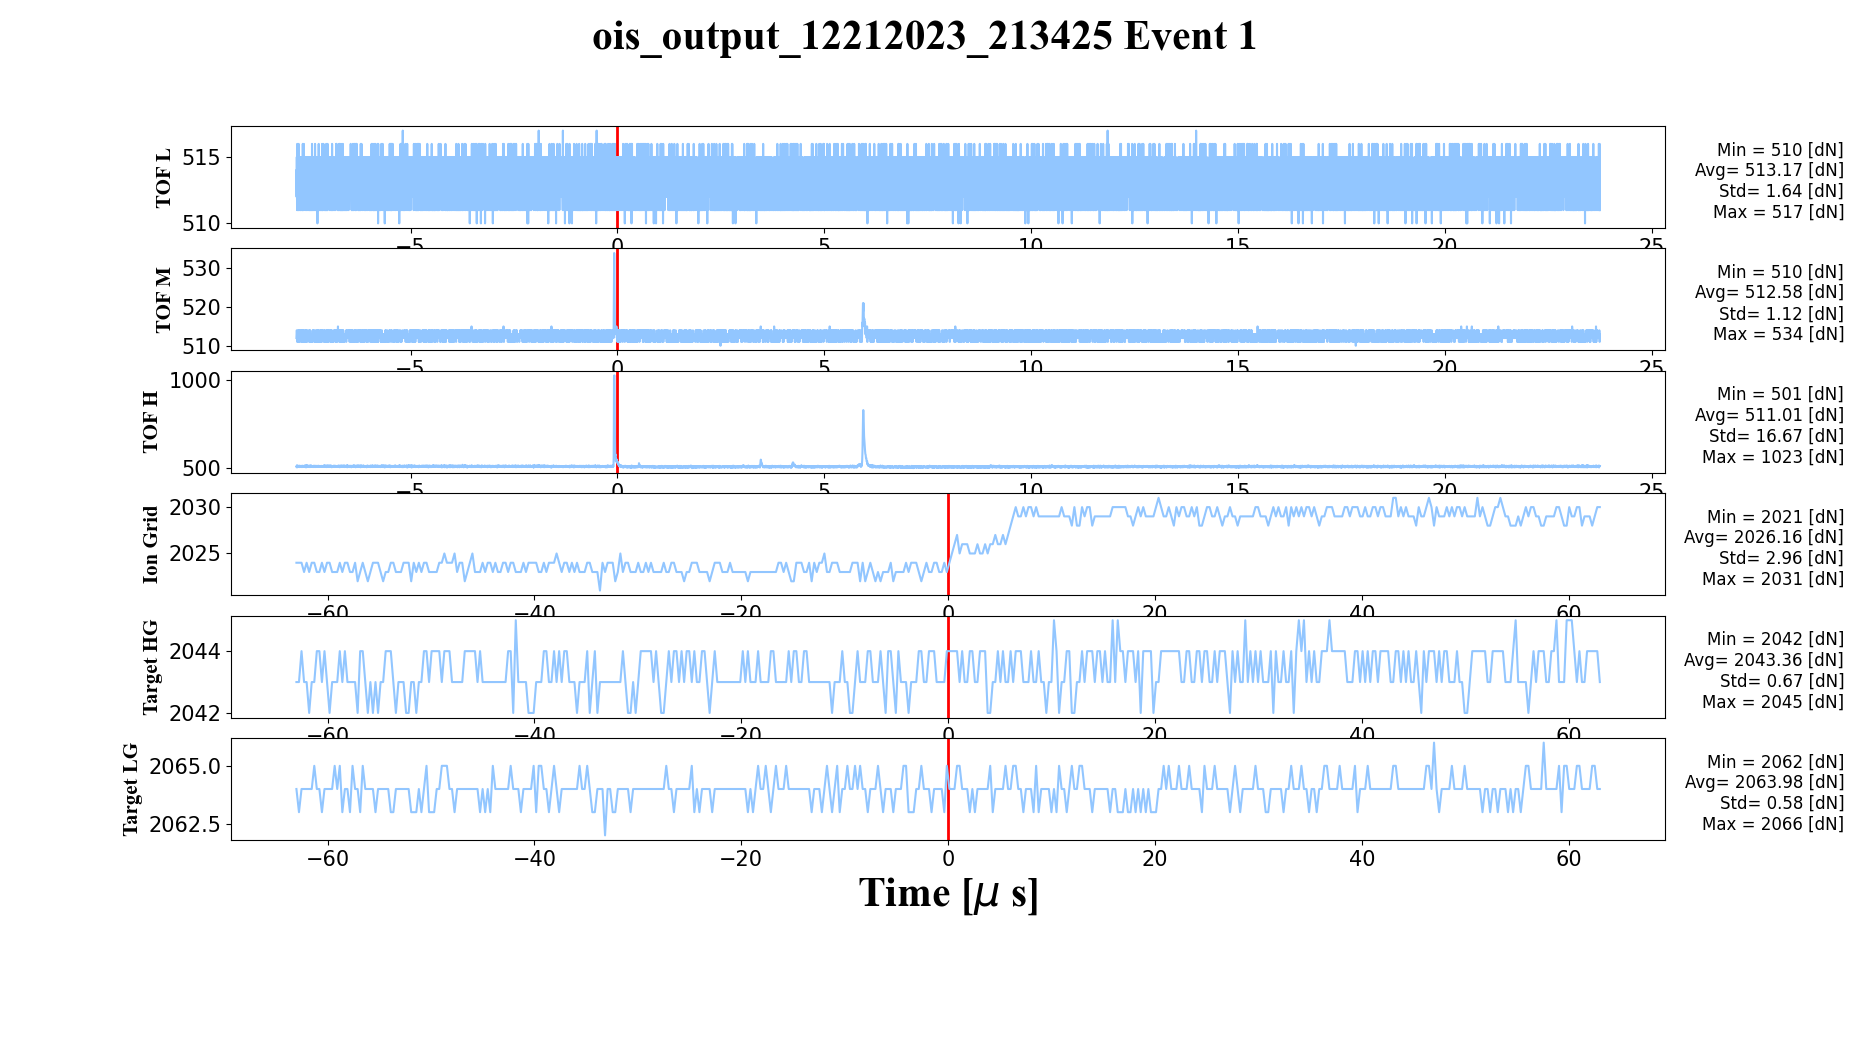 ois_output_12212023_213425 Event 1
TOF L
515
510
−5 0 5 10 15 20 25
Min = 510 [dN]
Avg= 513.17 [dN]
Std= 1.64 [dN]
Max = 517 [dN]
TOF M
530
520
510
−5 0 5 10 15 20 25
Min = 510 [dN]
Avg= 512.58 [dN]
Std= 1.12 [dN]
Max = 534 [dN]
TOF H
1000
500
−5 0 5 10 15 20 25
Min = 501 [dN]
Avg= 511.01 [dN]
Std= 16.67 [dN]
Max = 1023 [dN]
Ion Grid
2030
2025
−60 −40 −20 0 20 40 60
Min = 2021 [dN]
Avg= 2026.16 [dN]
Std= 2.96 [dN]
Max = 2031 [dN]
Target HG
2044
2042
−60 −40 −20 0 20 40 60
Min = 2042 [dN]
Avg= 2043.36 [dN]
Std= 0.67 [dN]
Max = 2045 [dN]
Target LG
2065.0
2062.5
−60 −40 −20 0 20 40 60
Min = 2062 [dN]
Avg= 2063.98 [dN]
Std= 0.58 [dN]
Max = 2066 [dN]
Time [μ s]